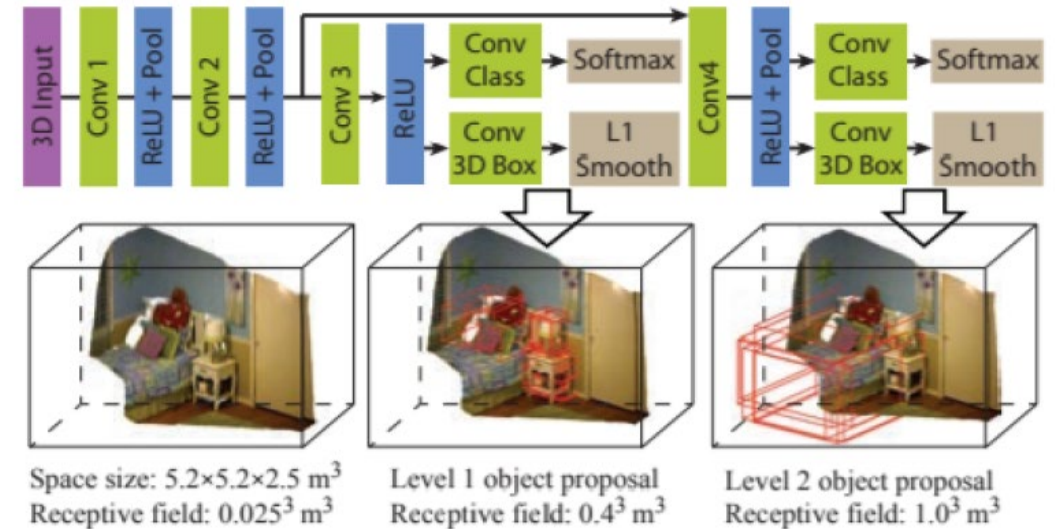 3D Input
Conv 1
ReLU + Pool
Conv 2
ReLU + Pool
Conv 3
ReLU
Conv
Class
Softmax
Conv
3D Box
L1
Smooth
Conv4
ReLU + Pool
Conv
Class
Softmax
Conv
3D Box
L1
Smooth
Space size: 5.2×5.2×2.5 m³
Receptive field: 0.025³ m³
Level 1 object proposal
Receptive field: 0.4³ m³
Level 2 object proposal
Receptive field: 1.0³ m³